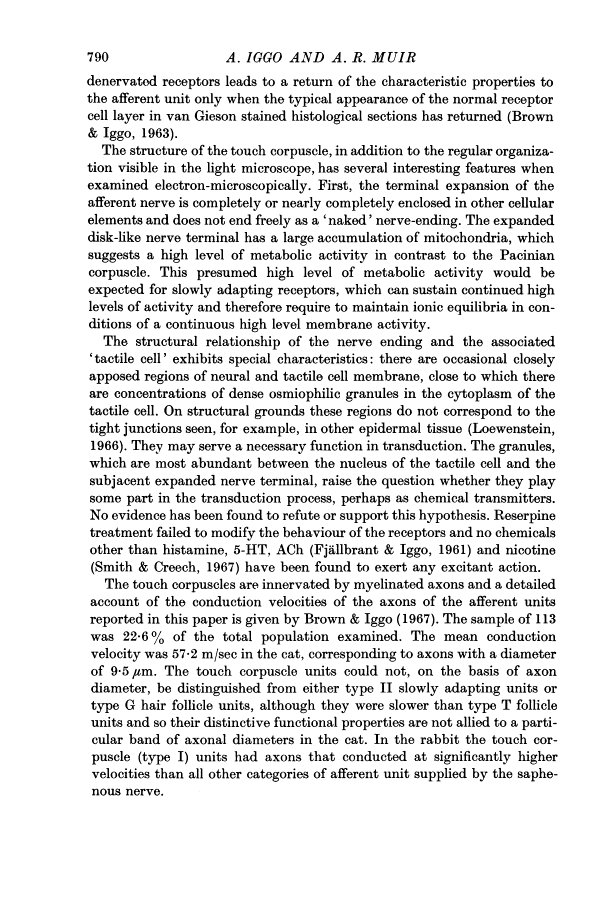 790 A. IGGO AND A. R. MUIR
denervated receptors leads to a return of the characteristic properties to
the afferent unit only when the typical appearance of the normal receptor
cell layer in van Gieson stained histological sections has returned (Brown
& Iggo, 1963).
The structure of the touch corpuscle, in addition to the regular organiza-
tion visible in the light microscope, has several interesting features when
examined electron-microscopically. First, the terminal expansion of the
afferent nerve is completely or nearly completely enclosed in other cellular
elements and does not end freely as a 'naked' nerve-ending. The expanded
disk-like nerve terminal has a large accumulation of mitochondria, which
suggests a high level of metabolic activity in contrast to the Pacinian
corpuscle. This presumed high level of metabolic activity would be
expected for slowly adapting receptors, which can sustain continued high
levels of activity and therefore require to maintain ionic equilibria in con-
ditions of a continuous high level membrane activity.
The structural relationship of the nerve ending and the associated
'tactile cell' exhibits special characteristics: there are occasional closely
apposed regions of neural and tactile cell membrane, close to which there
are concentrations of dense osmiophilic granules in the cytoplasm of the
tactile cell. On structural grounds these regions do not correspond to the
tight junctions seen, for example, in other epidermal tissue (Loewenstein,
1966). They may serve a necessary function in transduction. The granules,
which are most abundant between the nucleus of the tactile cell and the
subjacent expanded nerve terminal, raise the question whether they play
some part in the transduction process, perhaps as chemical transmitters.
No evidence has been found to refute or support this hypothesis. Reserpine
treatment failed to modify the behaviour of the receptors and no chemicals
other than histamine, 5-HT, ACh (Fjällbrant & Iggo, 1961) and nicotine
(Smith & Creech, 1967) have been found to exert any excitant action.
The touch corpuscles are innervated by myelinated axons and a detailed
account of the conduction velocities of the axons of the afferent units
reported in this paper is given by Brown & Iggo (1967). The sample of 113
was 22·6% of the total population examined. The mean conduction
velocity was 57·2 m/sec in the cat, corresponding to axons with a diameter
of 9·5 μm. The touch corpuscle units could not, on the basis of axon
diameter, be distinguished from either type II slowly adapting units or
type G hair follicle units, although they were slower than type T follicle
units and so their distinctive functional properties are not allied to a parti-
cular band of axonal diameters in the cat. In the rabbit the touch cor-
puscle (type I) units had axons that conducted at significantly higher
velocities than all other categories of afferent unit supplied by the saphe-
nous nerve.